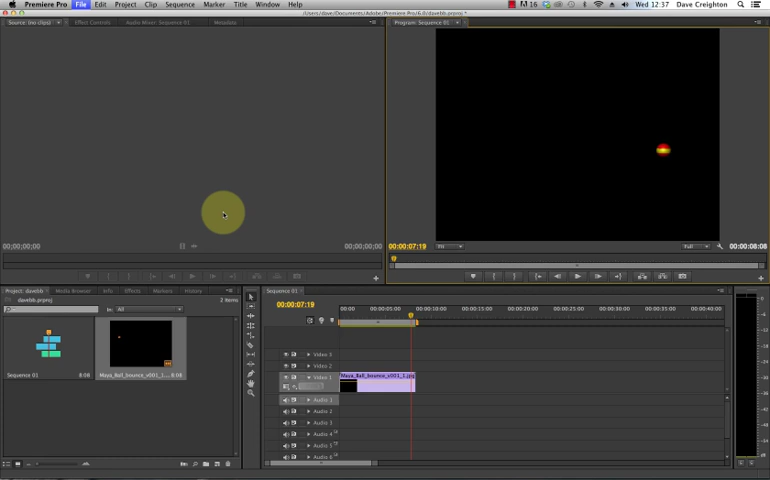 Premiere Pro File Edit Project Clip Sequence Marker Title Window Help 16 Wed 12:37 Dave Creighton
/Users/dave/Documents/Adobe/Premiere Pro/6.0/davebb.prproj *
Source: (no clips) Effect Controls Audio Mixer: Sequence 01 Metadata
Program: Sequence 01
00;00;00;00 00;00;00;00
00:00:07:19 Fit Full 00:00:08:08
Project: davebb Media Browser Info Effects Markers History
davebb.prproj 2 items
In: All
Sequence 01 8:08
Maya_Ball_bounce_v001_1... 8:08
Sequence 01
00:00:07:19
00:00 00:00:05:00 00:00:10:00 00:00:15:00 00:00:20:00 00:00:25:00 00:00:30:00 00:00:35:00 00:00:40:00
Video 3
Video 2
Video 1 Maya_Ball_bounce_v001_1.jpg
Audio 1
Audio 2
Audio 3
Audio 4
Audio 5
Audio 6